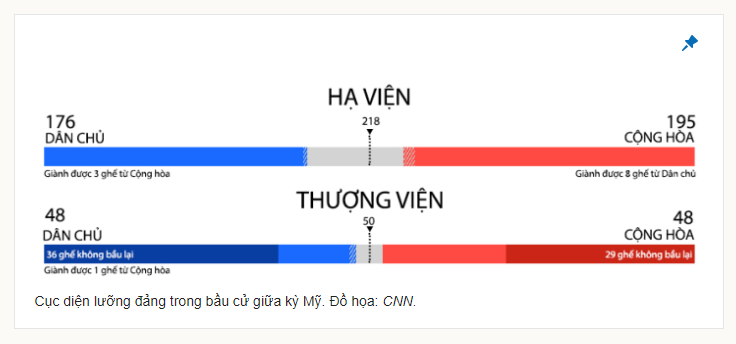 HẠ VIỆN
176
218
195
DÂN CHỦ
CỘNG HÒA
Giành được 3 ghế từ Cộng hòa
Giành được 8 ghế từ Dân chủ
THƯỢNG VIỆN
48
50
48
DÂN CHỦ
CỘNG HÒA
36 ghế không bầu lại
29 ghế không bầu lại
Giành được 1 ghế từ Cộng hòa
Cục diện lưỡng đảng trong bầu cử giữa kỳ Mỹ. Đồ họa: CNN.